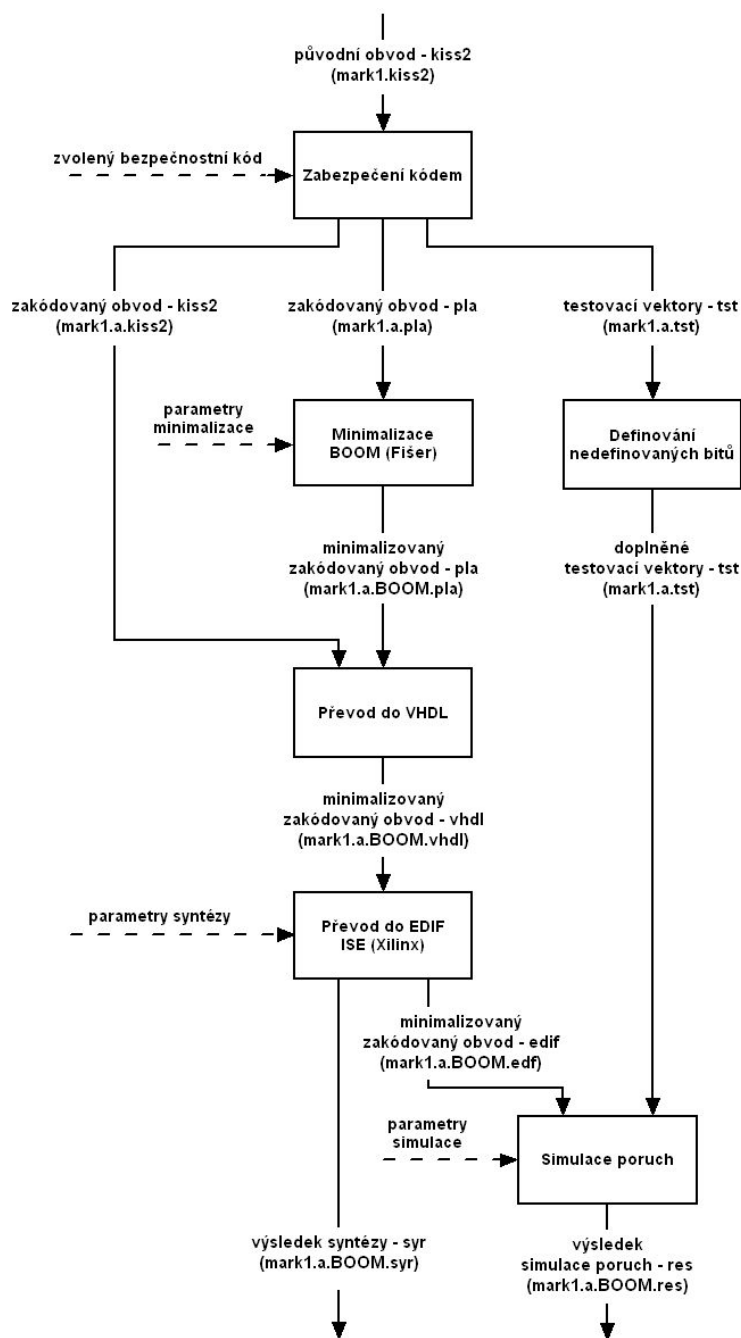 původní obvod - kiss2
(mark1.kiss2)
zvolený bezpečnostní kód
Zabezpečení kódem
zakódovaný obvod - kiss2
(mark1.a.kiss2)
zakódovaný obvod - pla
(mark1.a.pla)
testovací vektory - tst
(mark1.a.tst)
parametry
minimalizace
Minimalizace
BOOM (Fišer)
Definování
nedefinovaných bitů
minimalizovaný
zakódovaný obvod - pla
(mark1.a.BOOM.pla)
doplněné
testovací vektory - tst
(mark1.a.tst)
Převod do VHDL
minimalizovaný
zakódovaný obvod - vhdl
(mark1.a.BOOM.vhdl)
parametry syntézy
Převod do EDIF
ISE (Xilinx)
minimalizovaný
zakódovaný obvod - edif
(mark1.a.BOOM.edf)
parametry
simulace
Simulace poruch
výsledek syntézy - syr
(mark1.a.BOOM.syr)
výsledek
simulace poruch - res
(mark1.a.BOOM.res)